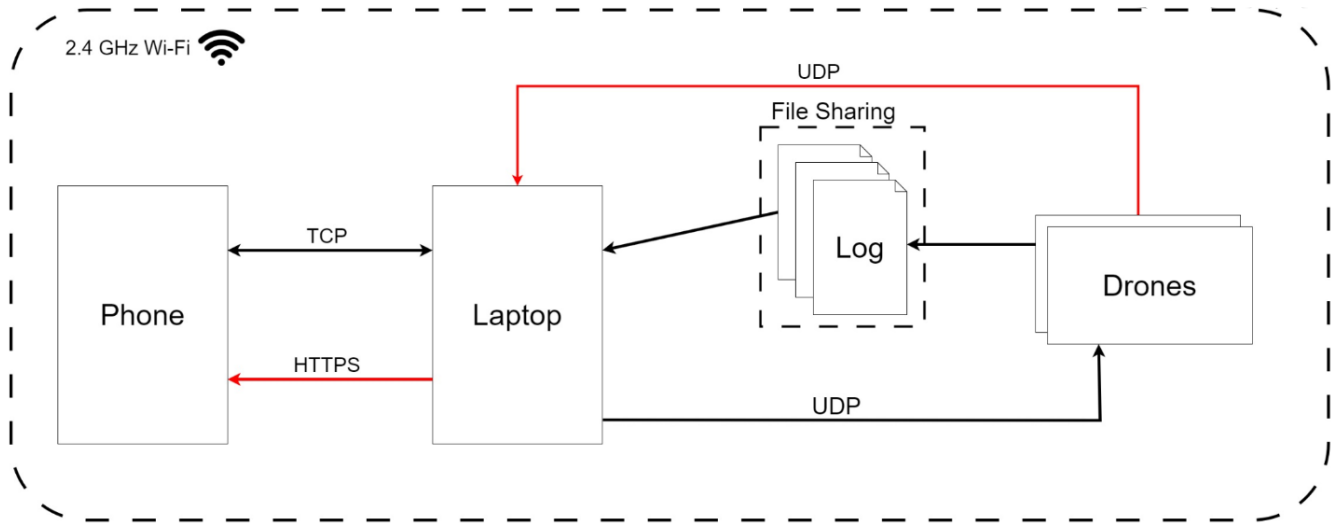 2.4 GHz Wi-Fi
UDP
File Sharing
TCP
Log
Phone
Laptop
Drones
HTTPS
UDP